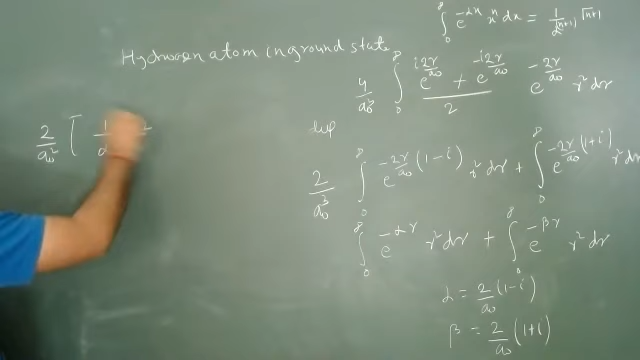 ∫₀^∞ e^{-αx} x^n dx = 1/α^{n+1} √(n+1)
Hydrogen atom in ground state
4/a₀³ ∫₀^∞ (e^{i2r/a₀} + e^{-i2r/a₀})/2 e^{-2r/a₀} r² dr
2/a₀³ ∫₀^∞ e^{-2r/a₀ (1-i)} r² dr + ∫₀^∞ e^{-2r/a₀ (1+i)} r² dr
2/a₀³ [ 1/α
∫₀^∞ e^{-αr} r² dr + ∫₀^∞ e^{-βr} r² dr
α = 2/a₀ (1-i)
β = 2/a₀ (1+i)